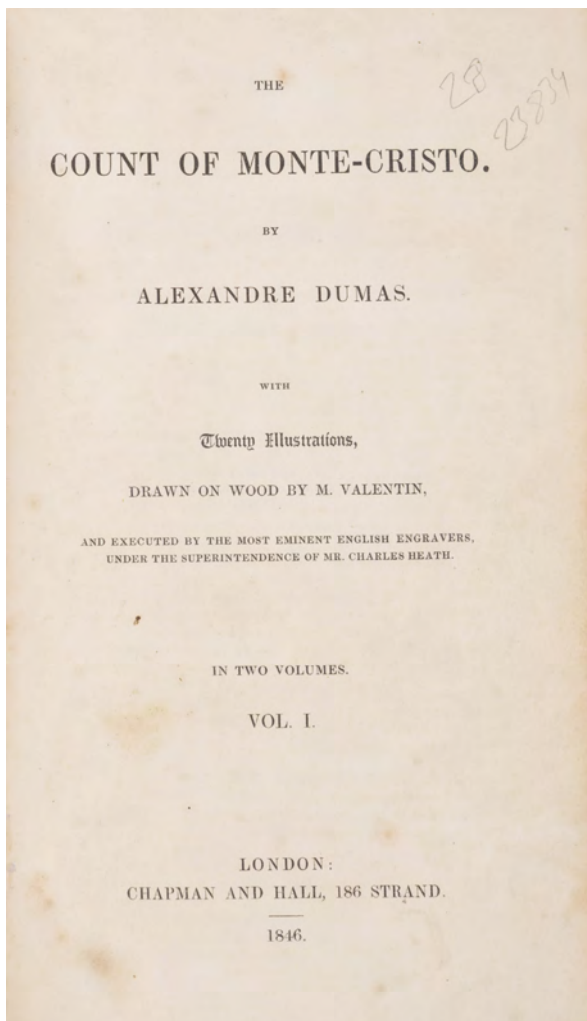 THE
28
23834
COUNT OF MONTE-CRISTO.
BY
ALEXANDRE DUMAS.
WITH
Twenty Illustrations,
DRAWN ON WOOD BY M. VALENTIN,
AND EXECUTED BY THE MOST EMINENT ENGLISH ENGRAVERS,
UNDER THE SUPERINTENDENCE OF MR. CHARLES HEATH.
IN TWO VOLUMES.
VOL. I.
LONDON:
CHAPMAN AND HALL, 186 STRAND.
1846.